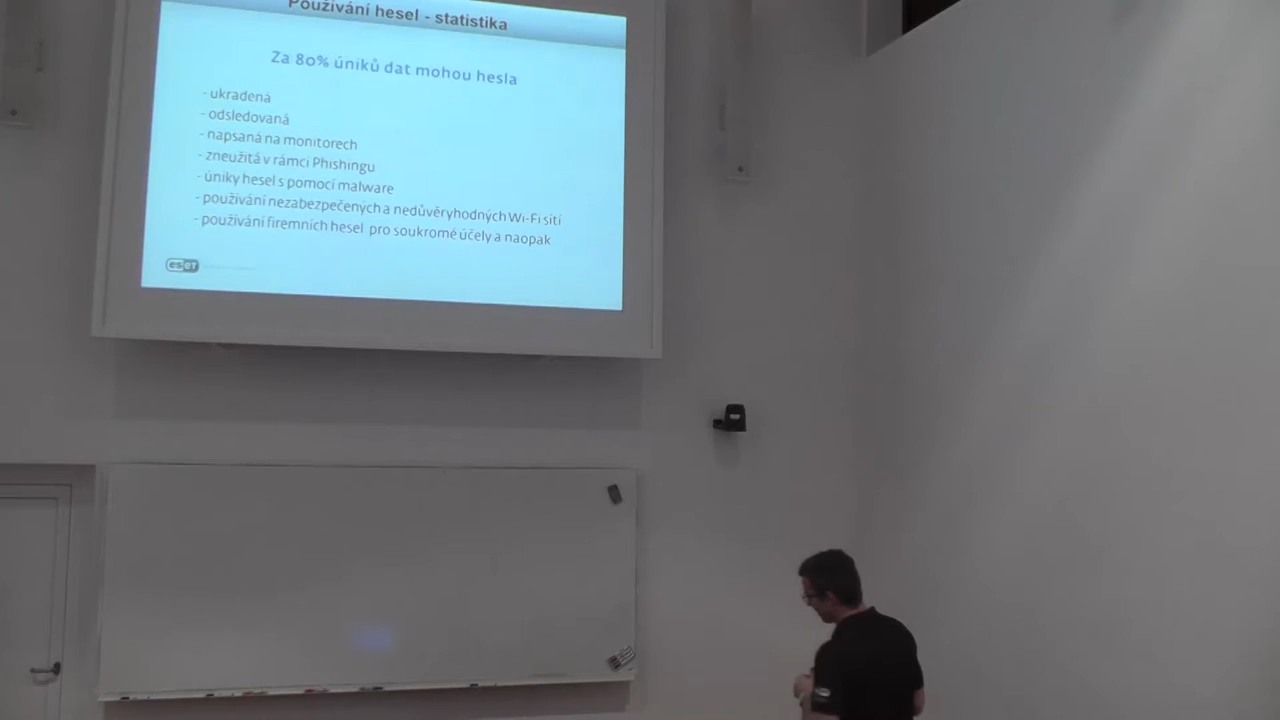 Používání hesel - statistika
Za 80% úniků dat mohou hesla
- ukradená
- odsledovaná
- napsaná na monitorech
- zneužitá v rámci Phishingu
- úniky hesel s pomocí malware
- používání nezabezpečených a nedůvěryhodných Wi-Fi sítí
- používání firemních hesel pro soukromé účely a naopak
eset